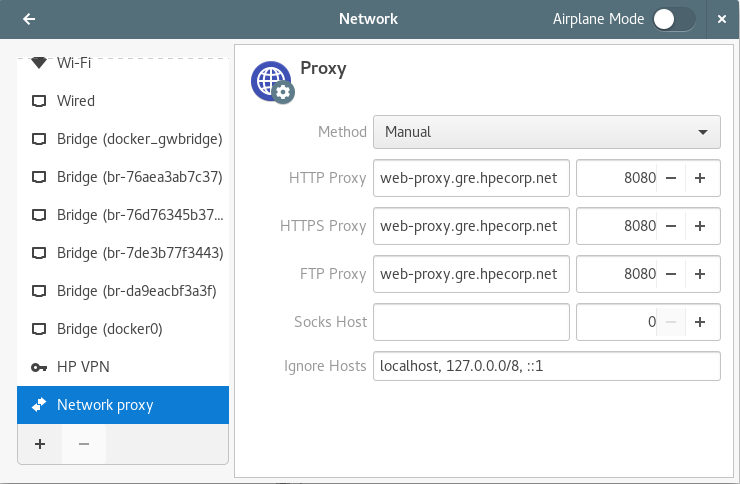 Network
Airplane Mode
Wi-Fi
Wired
Bridge (docker_gwbridge)
Bridge (br-76aea3ab7c37)
Bridge (br-76d76345b37...
Bridge (br-7de3b77f3443)
Bridge (br-da9eacbf3a3f)
Bridge (docker0)
HP VPN
Network proxy
Proxy
Method Manual
HTTP Proxy web-proxy.gre.hpecorp.net 8080
HTTPS Proxy web-proxy.gre.hpecorp.net 8080
FTP Proxy web-proxy.gre.hpecorp.net 8080
Socks Host 0
Ignore Hosts localhost, 127.0.0.0/8, ::1